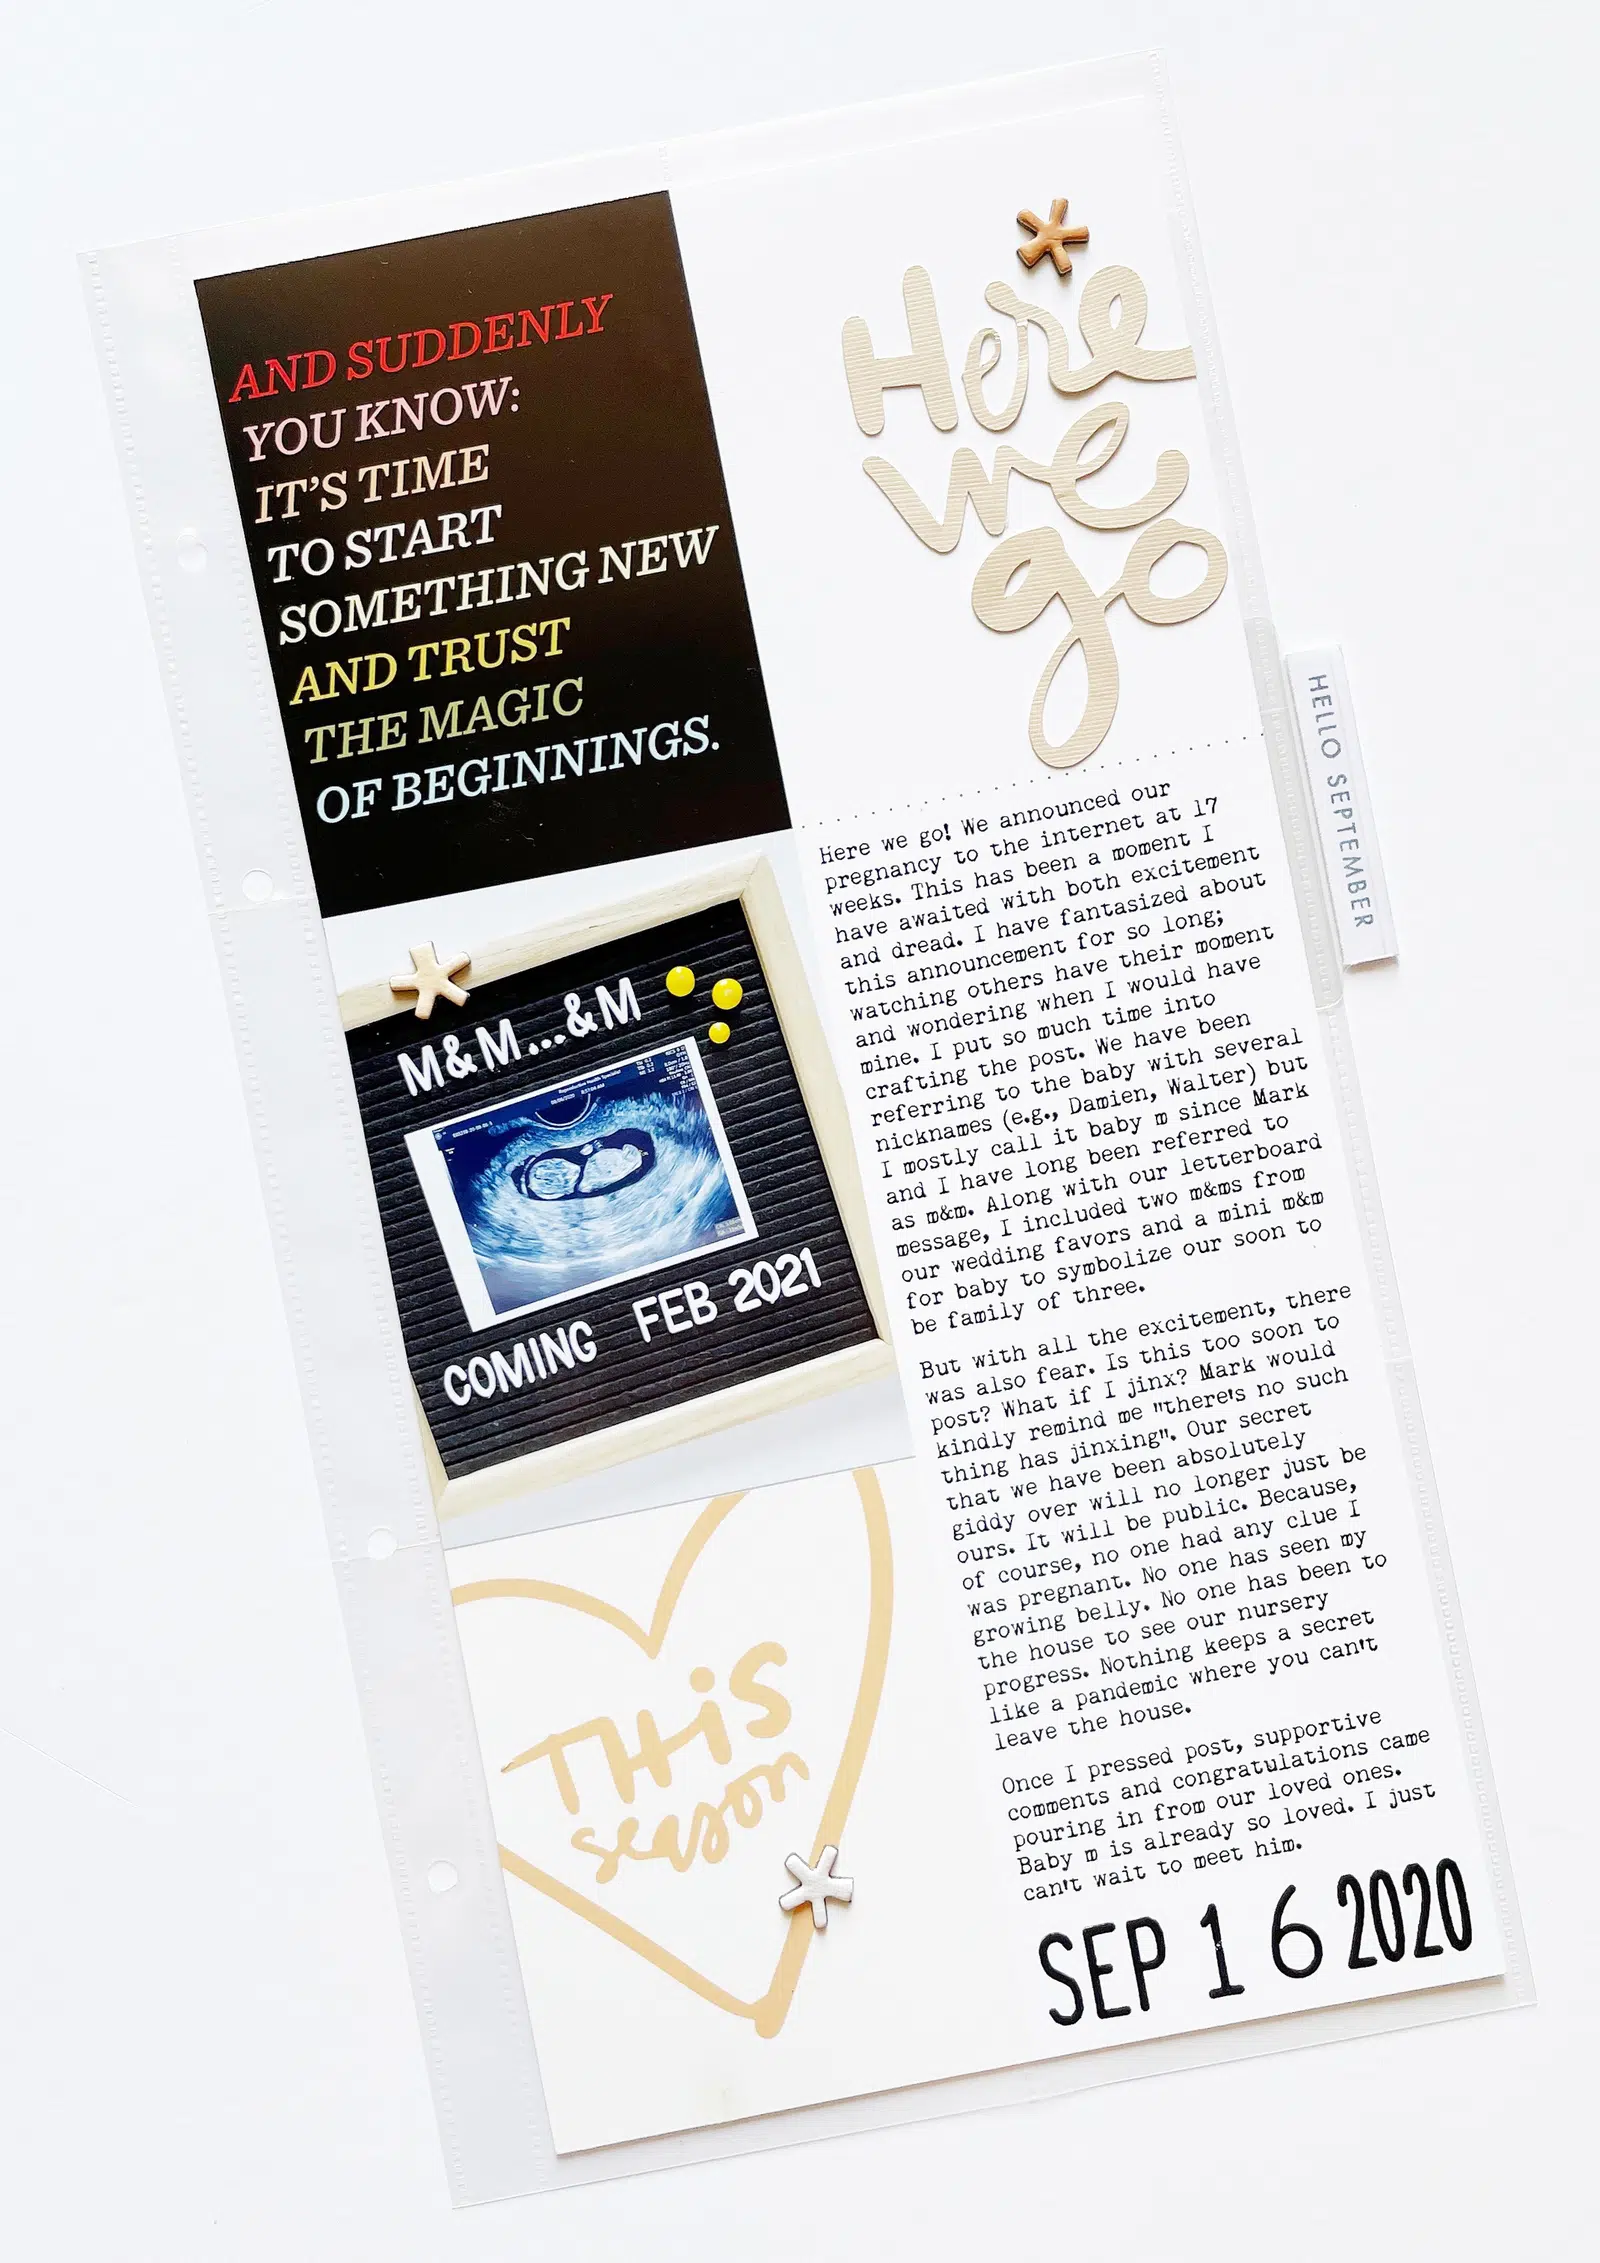 AND SUDDENLY
YOU KNOW:
IT'S TIME
TO START
SOMETHING NEW
AND TRUST
THE MAGIC
OF BEGINNINGS.
Here
we
go
HELLO SEPTEMBER
M&M...&M
Reproductive Health Specialist
COMING FEB 2021
THIS
season
Here we go! We announced our
pregnancy to the internet at 17
weeks. This has been a moment I
have awaited with both excitement
and dread. I have fantasized about
this announcement for so long;
watching others have their moment
and wondering when I would have
mine. I put so much time into
crafting the post. We have been
referring to the baby with several
nicknames (e.g., Damien, Walter) but
I mostly call it baby m since Mark
and I have long been referred to
as m&m. Along with our letterboard
message, I included two m&ms from
our wedding favors and a mini m&m
for baby to symbolize our soon to
be family of three.
But with all the excitement, there
was also fear. Is this too soon to
post? What if I jinx? Mark would
kindly remind me "there's no such
thing has jinxing". Our secret
that we have been absolutely
giddy over will no longer just be
ours. It will be public. Because,
of course, no one had any clue I
was pregnant. No one has seen my
growing belly. No one has been to
the house to see our nursery
progress. Nothing keeps a secret
like a pandemic where you can't
leave the house.
Once I pressed post, supportive
comments and congratulations came
pouring in from our loved ones.
Baby m is already so loved. I just
can't wait to meet him.
SEP 16 2020